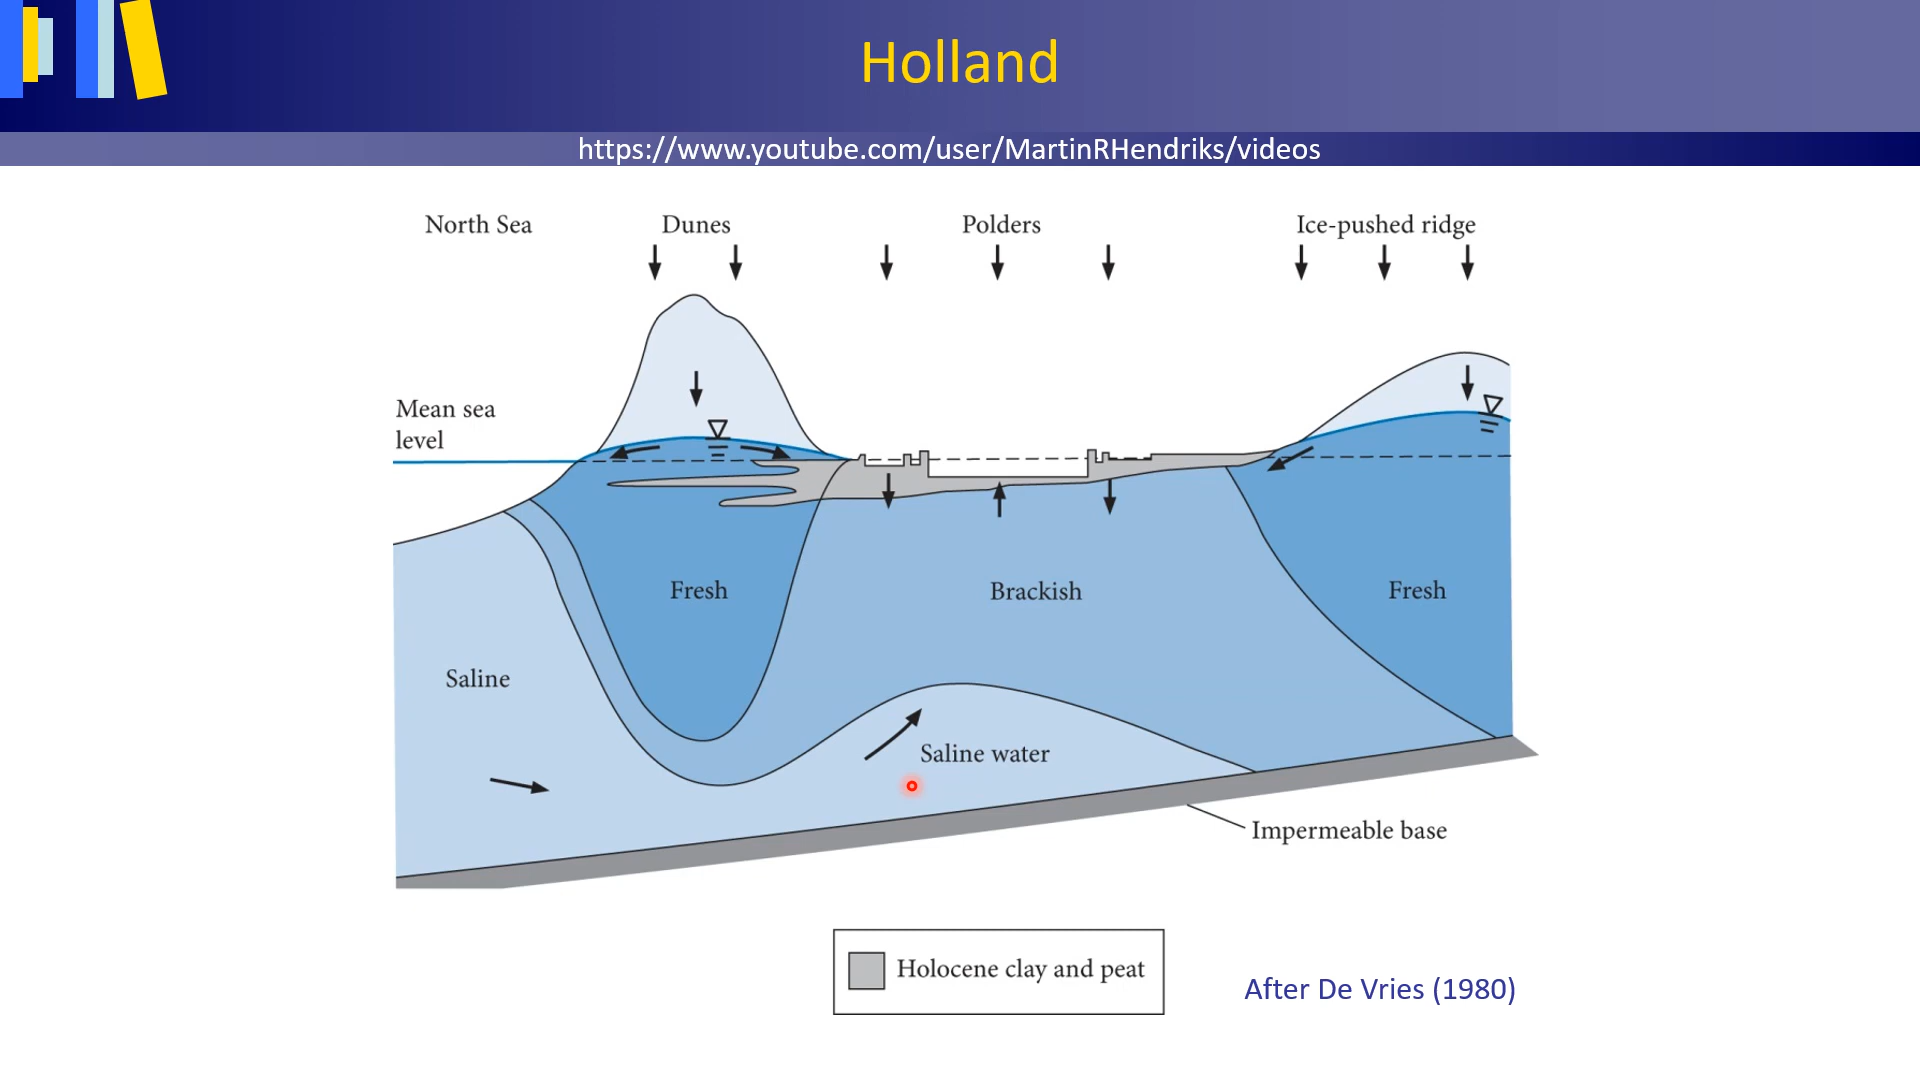 Holland
https://www.youtube.com/user/MartinRHendriks/videos
North Sea
Dunes
Polders
Ice-pushed ridge
Mean sea
level
Fresh
Brackish
Fresh
Saline
Saline water
Impermeable base
Holocene clay and peat
After De Vries (1980)